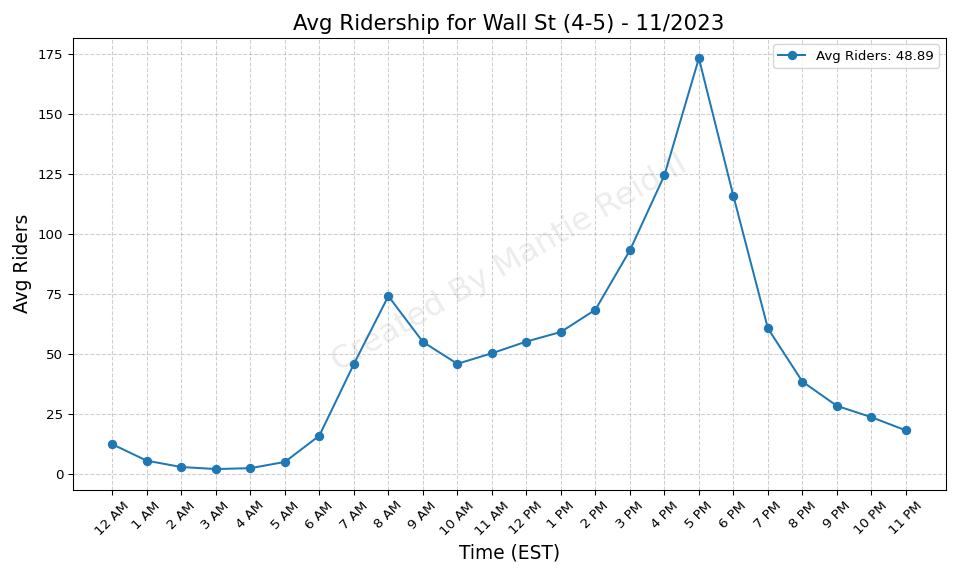 Avg Ridership for Wall St (4-5) - 11/2023
Avg Riders: 48.89
Avg Riders
175
150
125
100
75
50
25
0
Created By Mantle Reidal
12 AM
1 AM
2 AM
3 AM
4 AM
5 AM
6 AM
7 AM
8 AM
9 AM
10 AM
11 AM
12 PM
1 PM
2 PM
3 PM
4 PM
5 PM
6 PM
7 PM
8 PM
9 PM
10 PM
11 PM
Time (EST)